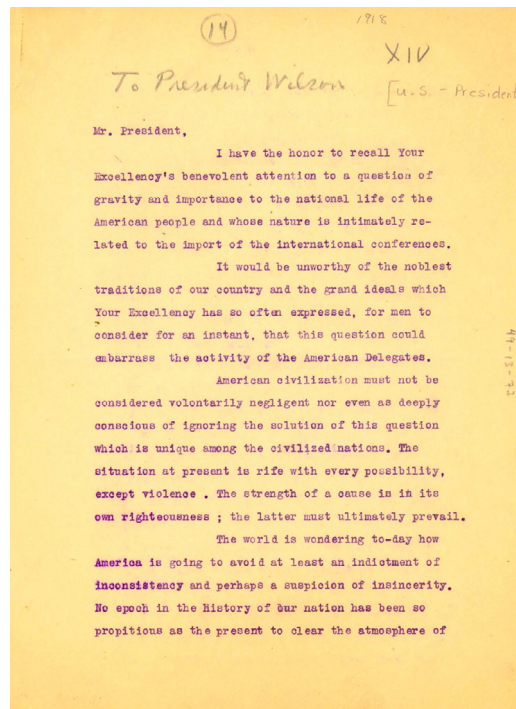 14
1918
XIV
To President Wilson
[U.S. - President
Mr. President,
I have the honor to recall Your
Excellency's benevolent attention to a question of
gravity and importance to the national life of the
American people and whose nature is intimately re-
lated to the import of the international conferences.
It would be unworthy of the noblest
traditions of our country and the grand ideals which
Your Excellency has so often expressed, for men to
consider for an instant, that this question could
embarrass the activity of the American Delegates.
American civilization must not be
considered volontarily negligent nor even as deeply
conscious of ignoring the solution of this question
which is unique among the civilized nations. The
situation at present is rife with every possibility,
except violence . The strength of a cause is in its
own righteousness ; the latter must ultimately prevail.
The world is wondering to-day how
America is going to avoid at least an indictment of
inconsistency and perhaps a suspicion of insincerity.
No epoch in the History of our nation has been so
propitious as the present to clear the atmosphere of
49-13-72